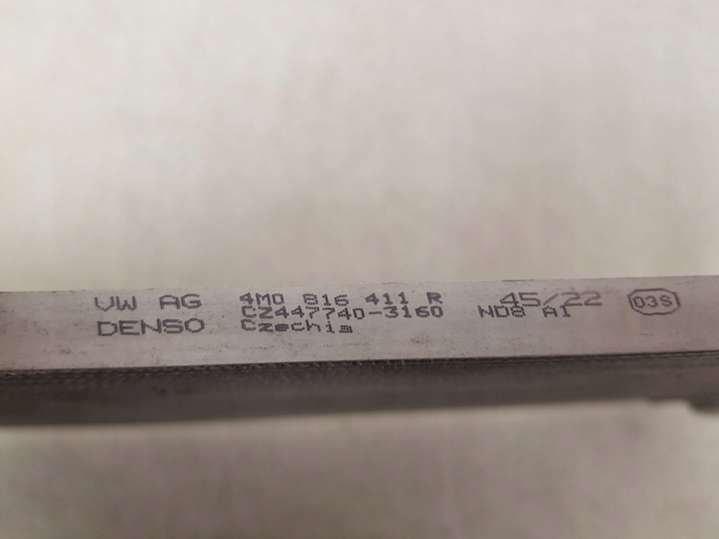 VW AG 4M0 816 411 R 45/22 03S
DENSO CZ447740-3160 ND8 A1
Czechia